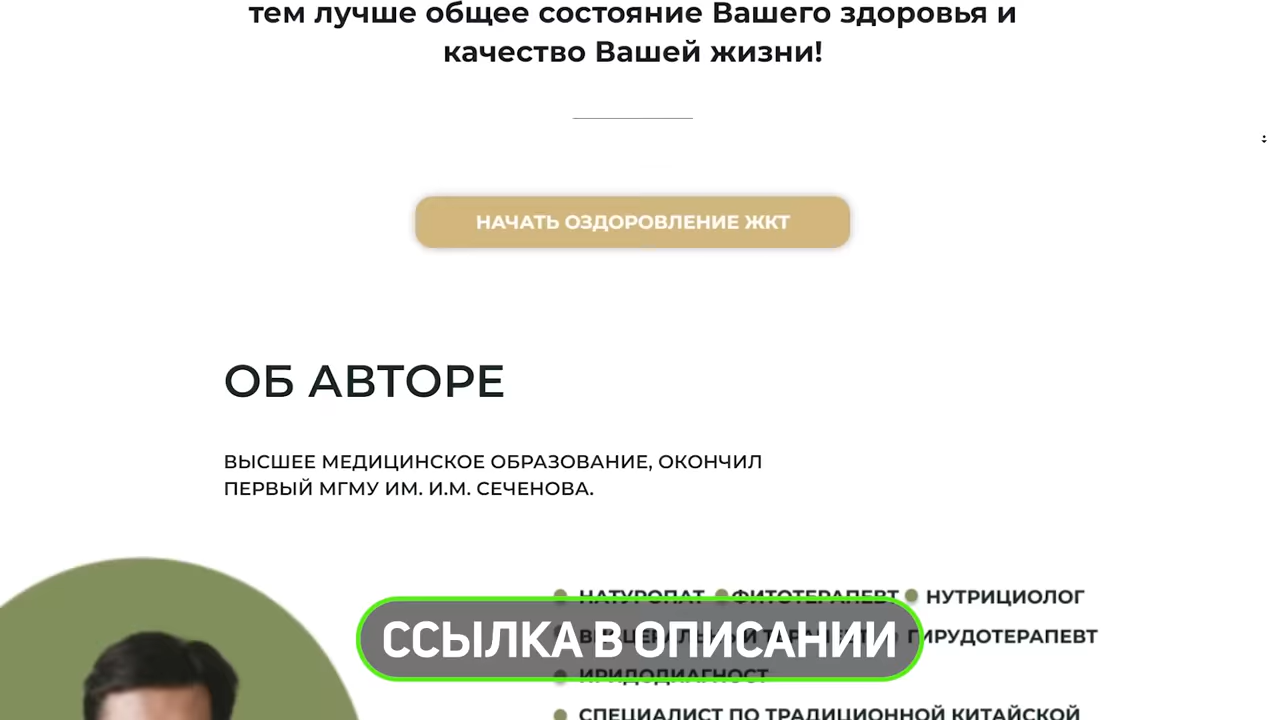 тем лучше общее состояние Вашего здоровья и
качество Вашей жизни!
НАЧАТЬ ОЗДОРОВЛЕНИЕ ЖКТ
ОБ АВТОРЕ
ВЫСШЕЕ МЕДИЦИНСКОЕ ОБРАЗОВАНИЕ, ОКОНЧИЛ
ПЕРВЫЙ МГМУ ИМ. И.М. СЕЧЕНОВА.
НАТУРОПАТ ФИТОТЕРАПЕВТ НУТРИЦИОЛОГ
ГИРУДОТЕРАПЕВТ
ССЫЛКА В ОПИСАНИИ
ИРИДОДИАГНОСТ
СПЕЦИАЛИСТ ПО ТРАДИЦИОННОЙ КИТАЙСКОЙ